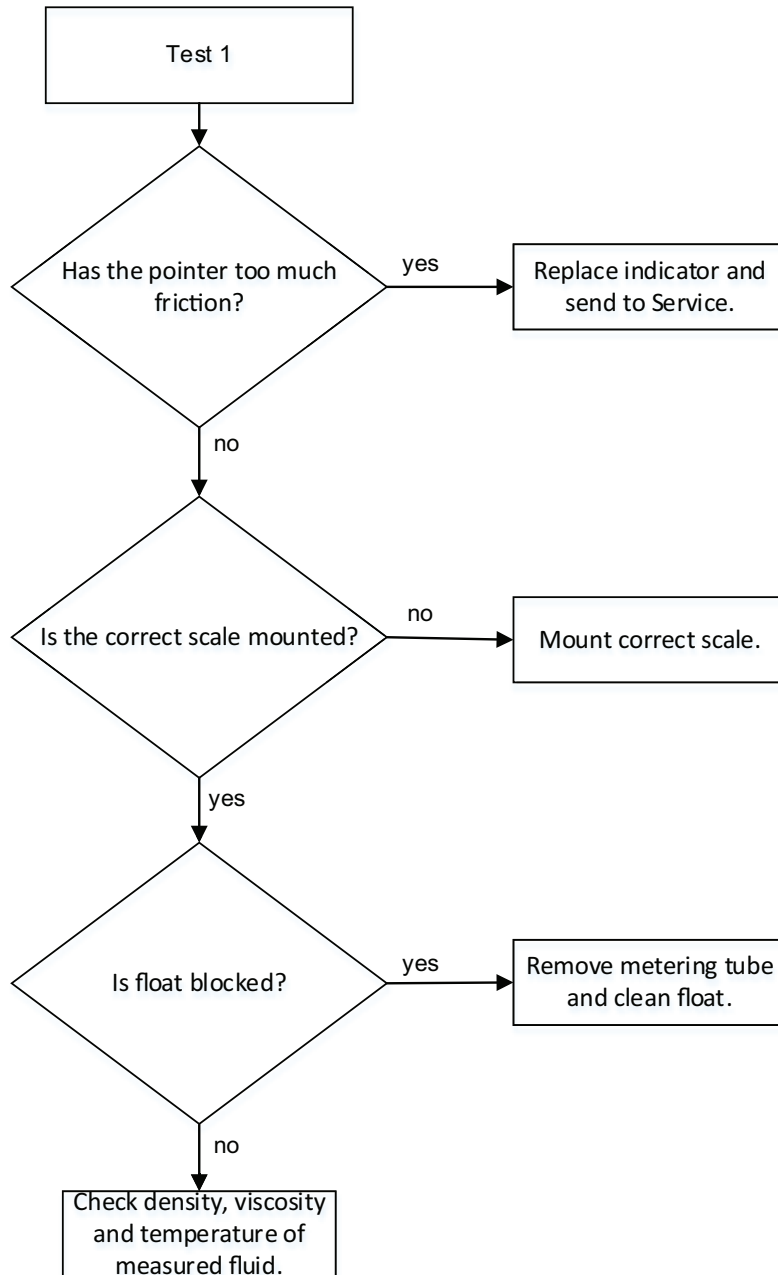 Test 1
Has the pointer too much
friction?
yes
Replace indicator and
send to Service.
no
Is the correct scale mounted?
no
Mount correct scale.
yes
Is float blocked?
yes
Remove metering tube
and clean float.
no
Check density, viscosity
and temperature of
measured fluid.